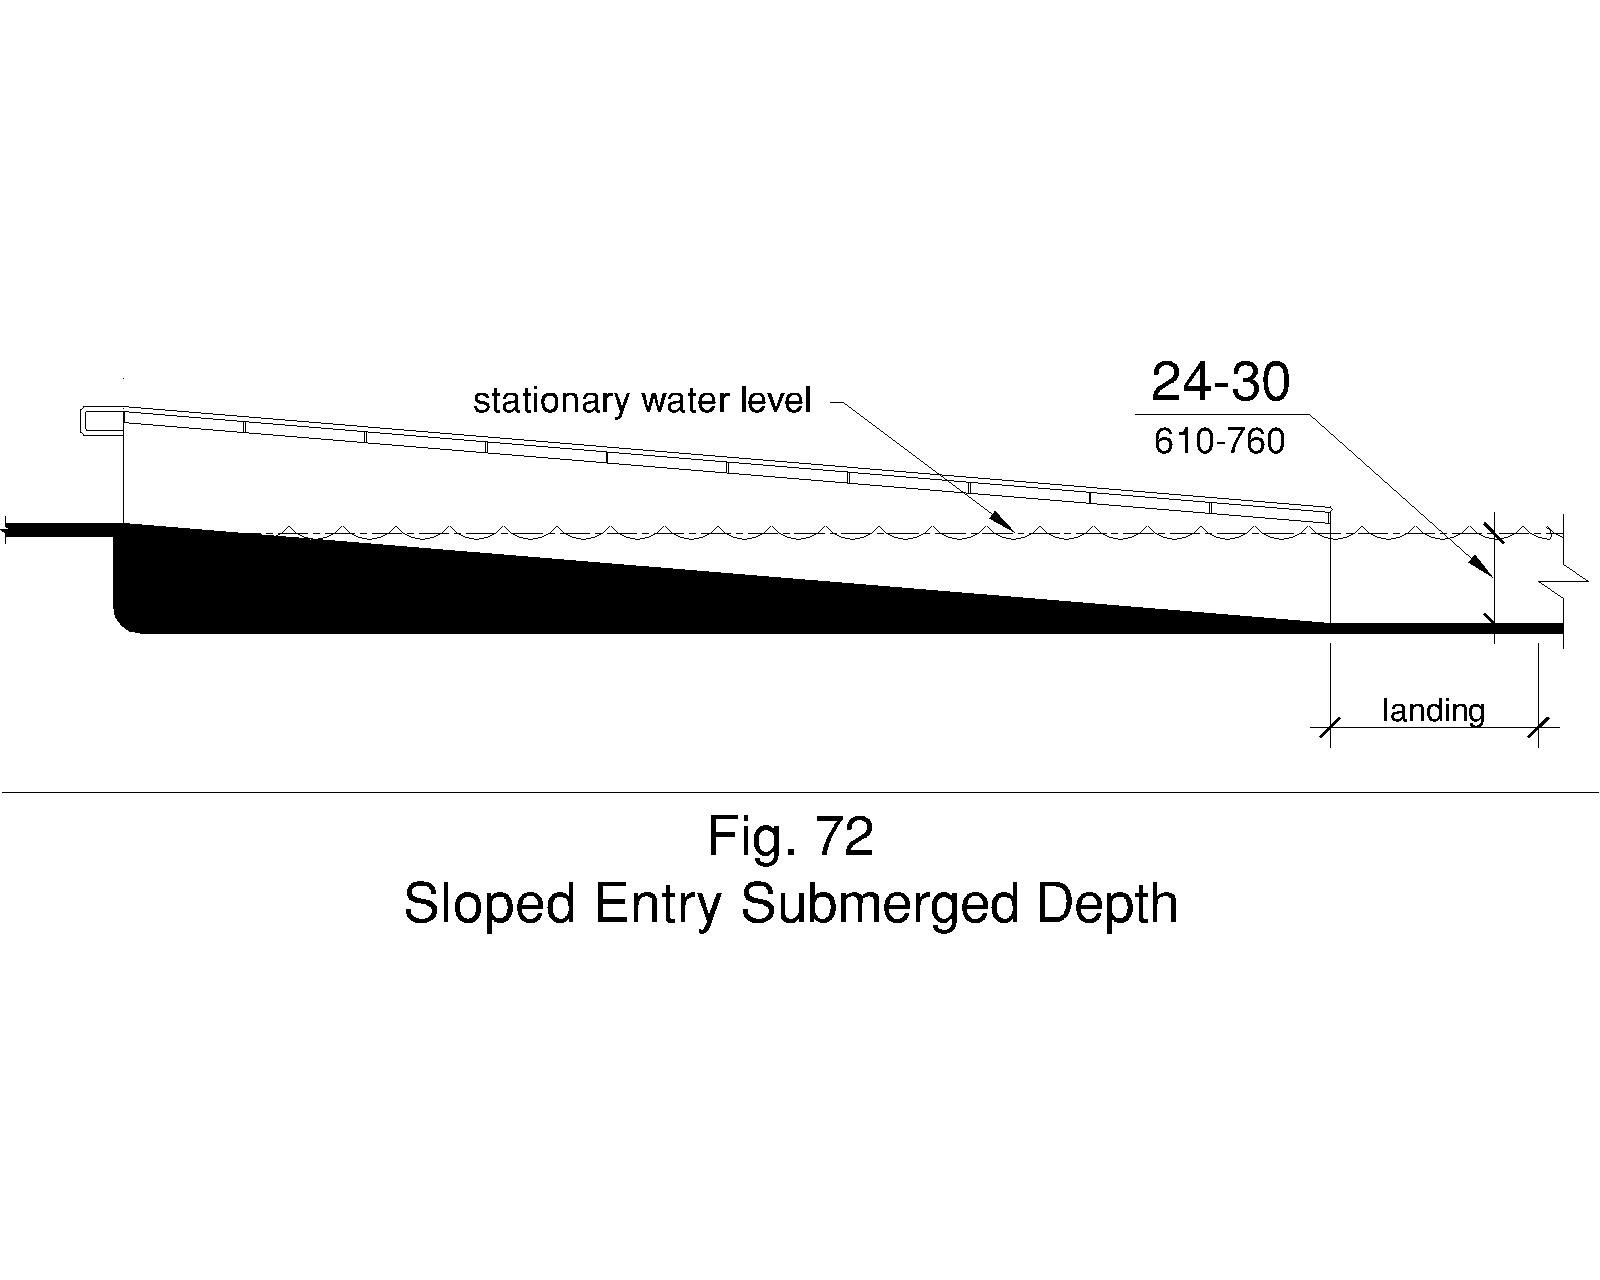 stationary water level
24-30
610-760
landing
Fig. 72
Sloped Entry Submerged Depth